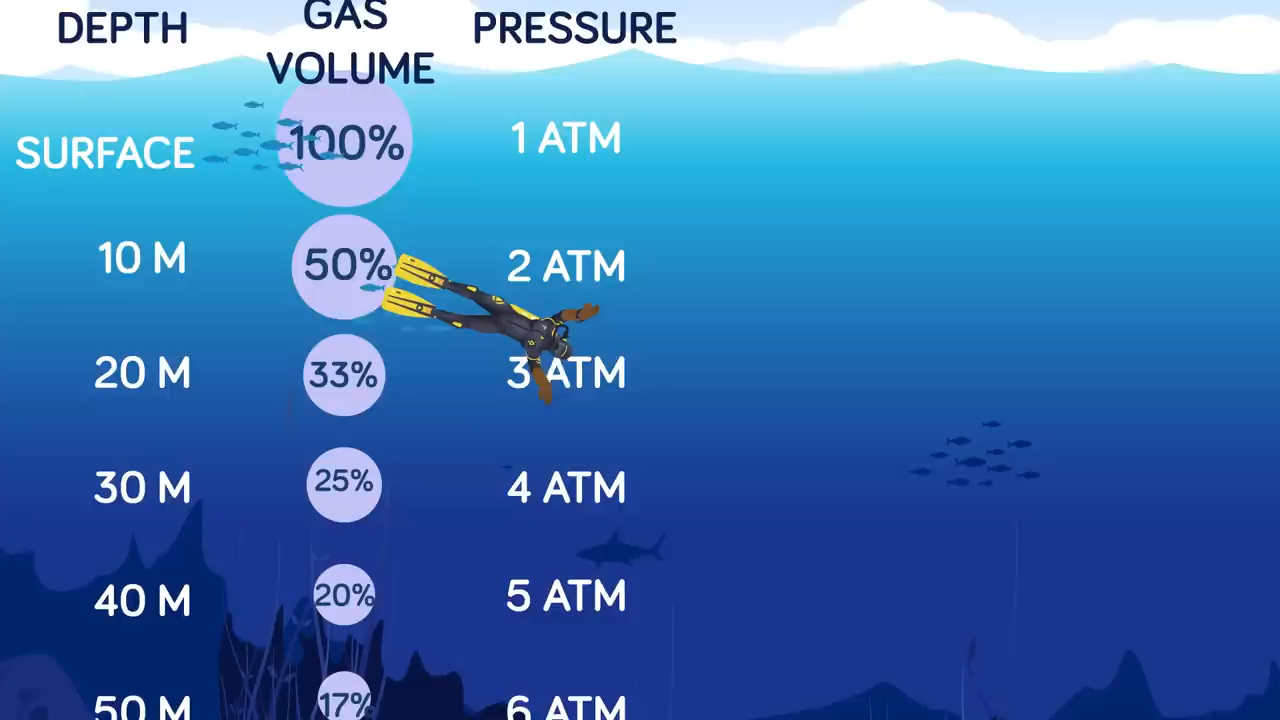 DEPTH
GAS
VOLUME
PRESSURE
SURFACE
100%
1 ATM
10 M
50%
2 ATM
20 M
33%
3 ATM
30 M
25%
4 ATM
40 M
20%
5 ATM
50 M
17%
6 ATM